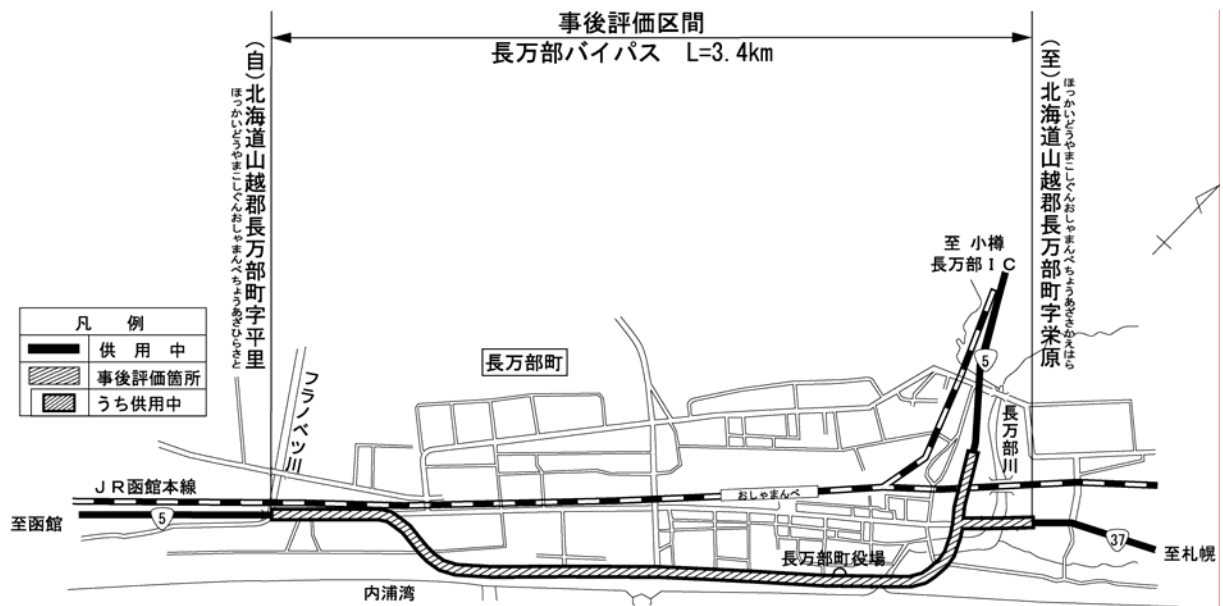 事後評価区間
長万部バイパス L=3.4km
(自)北海道山越郡長万部町字平里
ほっかいどうやまこしぐんおしゃまんべちょうあざひらさと
(至)北海道山越郡長万部町字栄原
ほっかいどうやまこしぐんおしゃまんべちょうあざさかえはら
至 小樽
長万部IC
凡 例
供 用 中
事後評価箇所
うち供用中
長万部町
フラノベツ川
5
長万部川
JR函館本線
おしゃまんべ
至函館
5
長万部町役場
37
至札幌
内浦湾